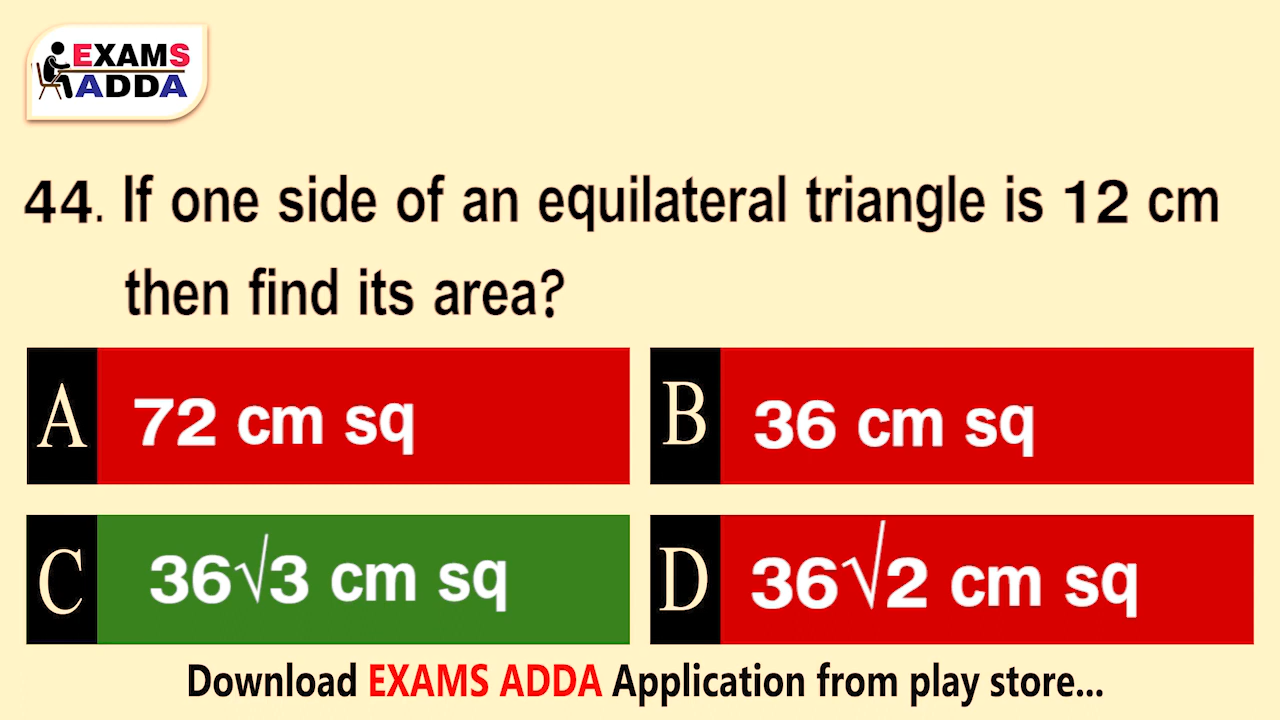 EXAMS
ADDA
44. If one side of an equilateral triangle is 12 cm
then find its area?
A 72 cm sq
B 36 cm sq
C 36√3 cm sq
D 36√2 cm sq
Download EXAMS ADDA Application from play store...